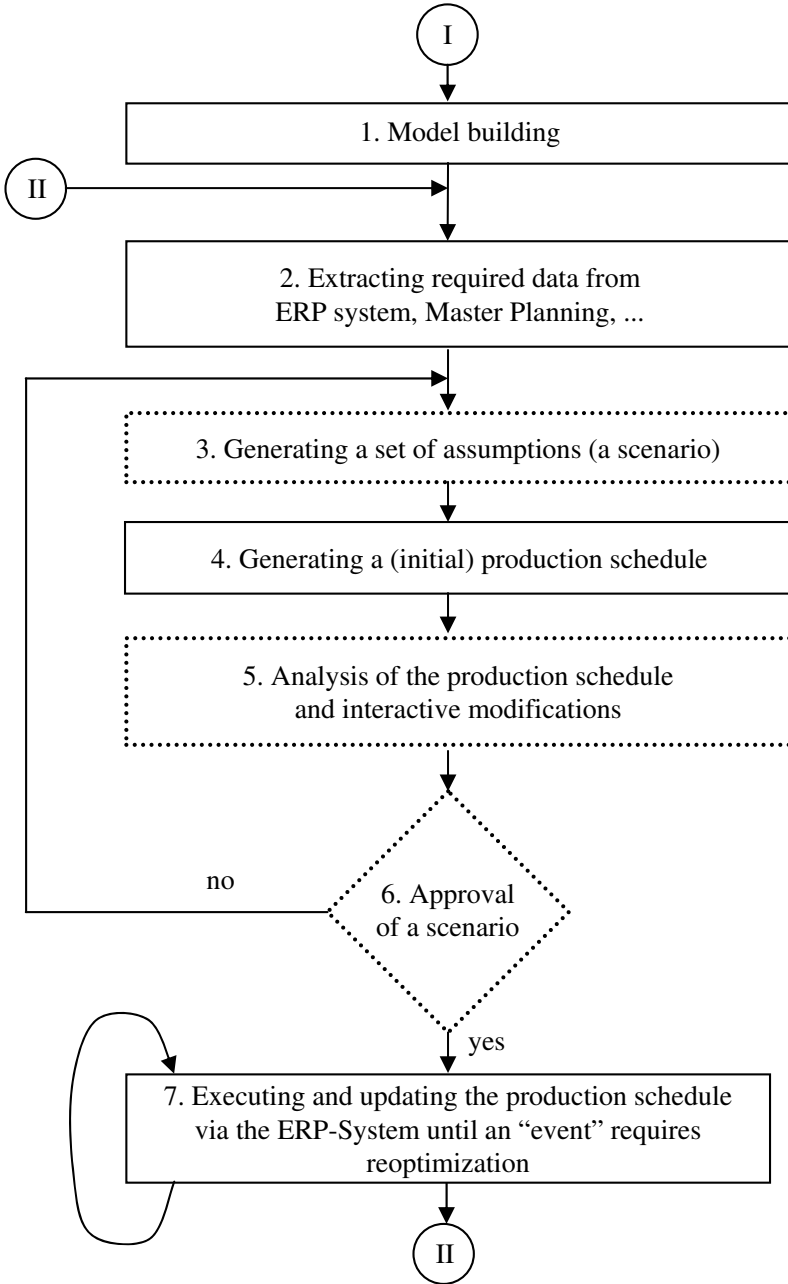 I
1. Model building
II
2. Extracting required data from
ERP system, Master Planning, ...
3. Generating a set of assumptions (a scenario)
4. Generating a (initial) production schedule
5. Analysis of the production schedule
and interactive modifications
no
6. Approval
of a scenario
yes
7. Executing and updating the production schedule
via the ERP-System until an “event” requires
reoptimization
II